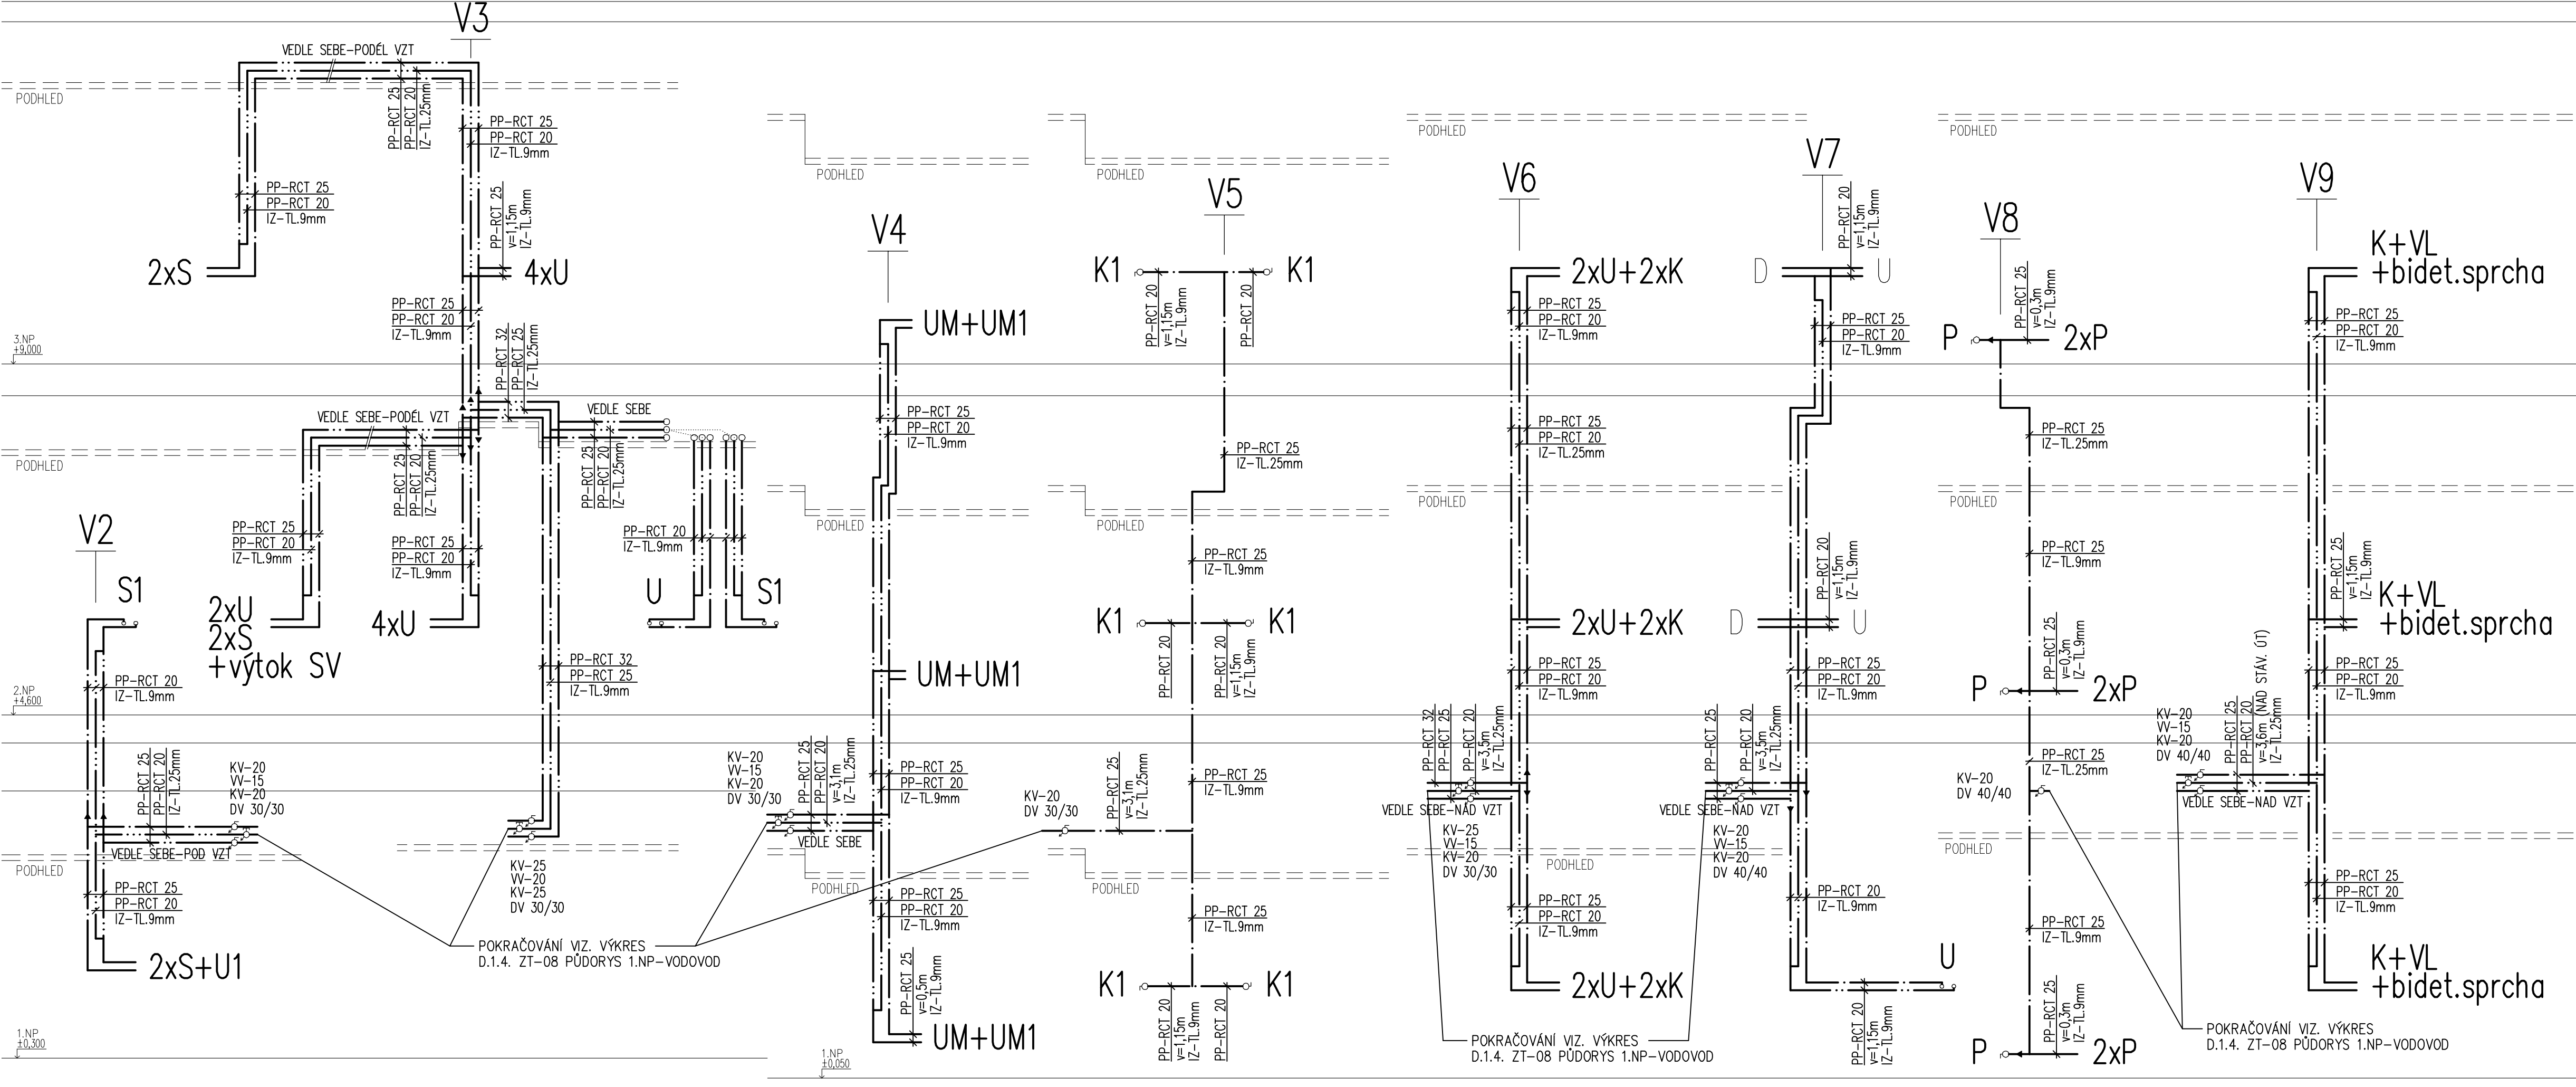 V3
VEDLE SEBE-PODÉL VZT
PODHLED
PP-RCT 25
PP-RCT 20
IZ-TL.25mm
PP-RCT 25
PP-RCT 20
IZ-TL.9mm
PP-RCT 25
PP-RCT 20
IZ-TL.9mm
PP-RCT 25
v=1,15m
IZ-TL.9mm
2xS
4xU
PP-RCT 25
PP-RCT 20
IZ-TL.9mm
3.NP
+9,000
PP-RCT 32
PP-RCT 25
IZ-TL.25mm
VEDLE SEBE-PODÉL VZT
VEDLE SEBE
PODHLED
PP-RCT 25
PP-RCT 20
IZ-TL.25mm
PP-RCT 25
PP-RCT 20
IZ-TL.25mm
PP-RCT 25
PP-RCT 20
IZ-TL.9mm
PP-RCT 25
PP-RCT 20
IZ-TL.9mm
PP-RCT 20
IZ-TL.9mm
U
S1
2xU
2xS
+výtok SV
4xU
PP-RCT 32
PP-RCT 25
IZ-TL.9mm
KV-25
VV-20
KV-25
DV 30/30
V2
S1
PP-RCT 20
IZ-TL.9mm
2.NP
+4,600
PP-RCT 25
PP-RCT 20
IZ-TL.25mm
KV-20
VV-15
KV-20
DV 30/30
VEDLE SEBE-POD VZT
PODHLED
PP-RCT 25
PP-RCT 20
IZ-TL.9mm
2xS+U1
1.NP
±0,300
POKRAČOVÁNÍ VIZ. VÝKRES
D.1.4. ZT-08 PŮDORYS 1.NP-VODOVOD
PODHLED
V4
UM+UM1
PP-RCT 25
PP-RCT 20
IZ-TL.9mm
PODHLED
UM+UM1
KV-20
VV-15
KV-20
DV 30/30
PP-RCT 25
PP-RCT 20
v=3,1m
IZ-TL.25mm
PP-RCT 25
PP-RCT 20
IZ-TL.9mm
VEDLE SEBE
PODHLED
PP-RCT 25
PP-RCT 20
IZ-TL.9mm
PP-RCT 25
v=0,5m
IZ-TL.9mm
UM+UM1
1.NP
±0,050
PODHLED
V5
K1
K1
PP-RCT 20
v=1,15m
IZ-TL.9mm
PP-RCT 20
PP-RCT 25
IZ-TL.25mm
PODHLED
PP-RCT 25
IZ-TL.9mm
K1
K1
PP-RCT 20
PP-RCT 20
v=1,15m
IZ-TL.9mm
KV-20
DV 30/30
PP-RCT 25
v=3,1m
IZ-TL.25mm
PP-RCT 25
IZ-TL.9mm
PODHLED
PP-RCT 25
IZ-TL.9mm
K1
K1
PP-RCT 20
v=1,15m
IZ-TL.9mm
PP-RCT 20
PODHLED
V6
2xU+2xK
PP-RCT 25
PP-RCT 20
IZ-TL.9mm
PP-RCT 25
PP-RCT 20
IZ-TL.25mm
PODHLED
2xU+2xK
PP-RCT 25
PP-RCT 20
IZ-TL.9mm
PP-RCT 32
PP-RCT 25
PP-RCT 20
v=3,5m
IZ-TL.25mm
VEDLE SEBE-NAD VZT
KV-25
VV-15
KV-20
DV 30/30
PODHLED
PP-RCT 25
PP-RCT 20
IZ-TL.9mm
2xU+2xK
POKRAČOVÁNÍ VIZ. VÝKRES
D.1.4. ZT-08 PŮDORYS 1.NP-VODOVOD
V7
PP-RCT 20
v=1,15m
IZ-TL.9mm
D
U
PP-RCT 25
PP-RCT 20
IZ-TL.9mm
PP-RCT 20
v=1,15m
IZ-TL.9mm
D
U
PP-RCT 25
PP-RCT 20
IZ-TL.9mm
PP-RCT 25
PP-RCT 20
v=3,5m
IZ-TL.25mm
VEDLE SEBE-NAD VZT
KV-20
VV-15
KV-20
DV 40/40
PP-RCT 20
IZ-TL.9mm
U
PP-RCT 20
v=1,15m
IZ-TL.9mm
PODHLED
V8
PP-RCT 25
v=0,3m
IZ-TL.9mm
P
2xP
PP-RCT 25
IZ-TL.25mm
PODHLED
PP-RCT 25
IZ-TL.9mm
PP-RCT 25
v=0,3m
IZ-TL.9mm
P
2xP
PP-RCT 25
IZ-TL.25mm
KV-20
DV 40/40
PODHLED
PP-RCT 25
IZ-TL.9mm
PP-RCT 25
v=0,3m
IZ-TL.9mm
P
2xP
V9
K+VL
+bidet.sprcha
PP-RCT 25
PP-RCT 20
IZ-TL.9mm
PP-RCT 25
v=1,15m
IZ-TL.9mm
K+VL
+bidet.sprcha
PP-RCT 25
PP-RCT 20
IZ-TL.9mm
KV-20
VV-15
KV-20
DV 40/40
PP-RCT 25
PP-RCT 20
v=3,6m (NAD STÁV. ÚT)
IZ-TL.25mm
VEDLE SEBE-NAD VZT
PP-RCT 25
PP-RCT 20
IZ-TL.9mm
K+VL
+bidet.sprcha
POKRAČOVÁNÍ VIZ. VÝKRES
D.1.4. ZT-08 PŮDORYS 1.NP-VODOVOD